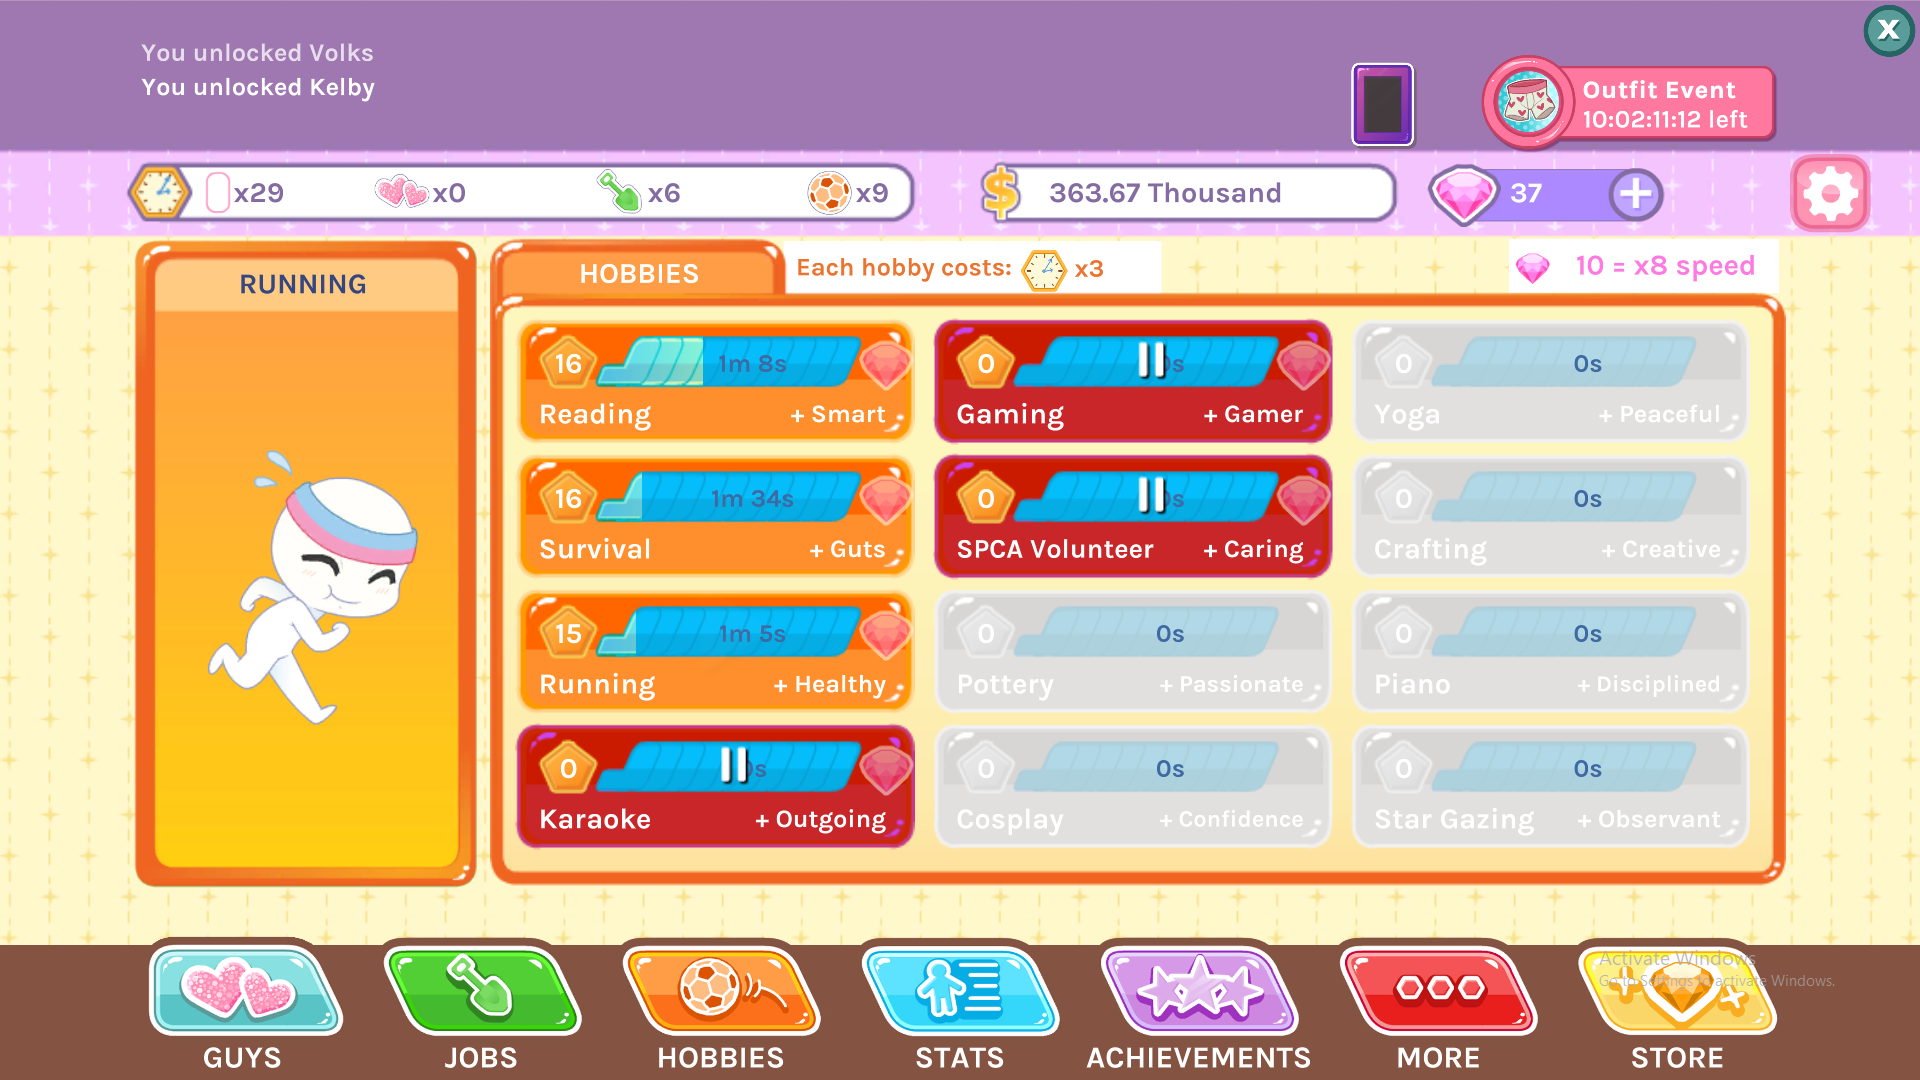 You unlocked Volks
You unlocked Kelby
X
Outfit Event
10:02:11:12 left
x29
x0
x6
x9
363.67 Thousand
37
RUNNING
HOBBIES
Each hobby costs: x3
10 = x8 speed
16 1m 8s
Reading + Smart
0 s
Gaming + Gamer
0 0s
Yoga + Peaceful
16 1m 34s
Survival + Guts
0 s
SPCA Volunteer + Caring
0 0s
Crafting + Creative
15 1m 5s
Running + Healthy
0 0s
Pottery + Passionate
0 0s
Piano + Disciplined
0 s
Karaoke + Outgoing
0 0s
Cosplay + Confidence
0 0s
Star Gazing + Observant
Activate Windows
Go to Settings to activate Windows.
GUYS
JOBS
HOBBIES
STATS
ACHIEVEMENTS
MORE
STORE